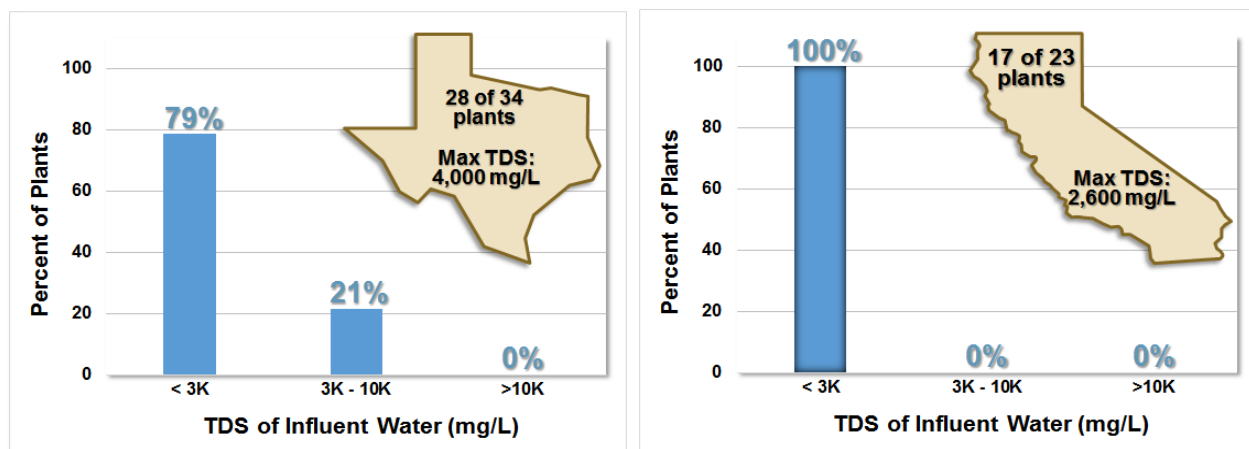 100
80
60
40
20
0
Percent of Plants
79%
21%
0%
28 of 34
plants
Max TDS:
4,000 mg/L
< 3K
3K - 10K
>10K
TDS of Influent Water (mg/L)
100
80
60
40
20
0
Percent of Plants
100%
0%
0%
17 of 23
plants
Max TDS:
2,600 mg/L
< 3K
3K - 10K
>10K
TDS of Influent Water (mg/L)